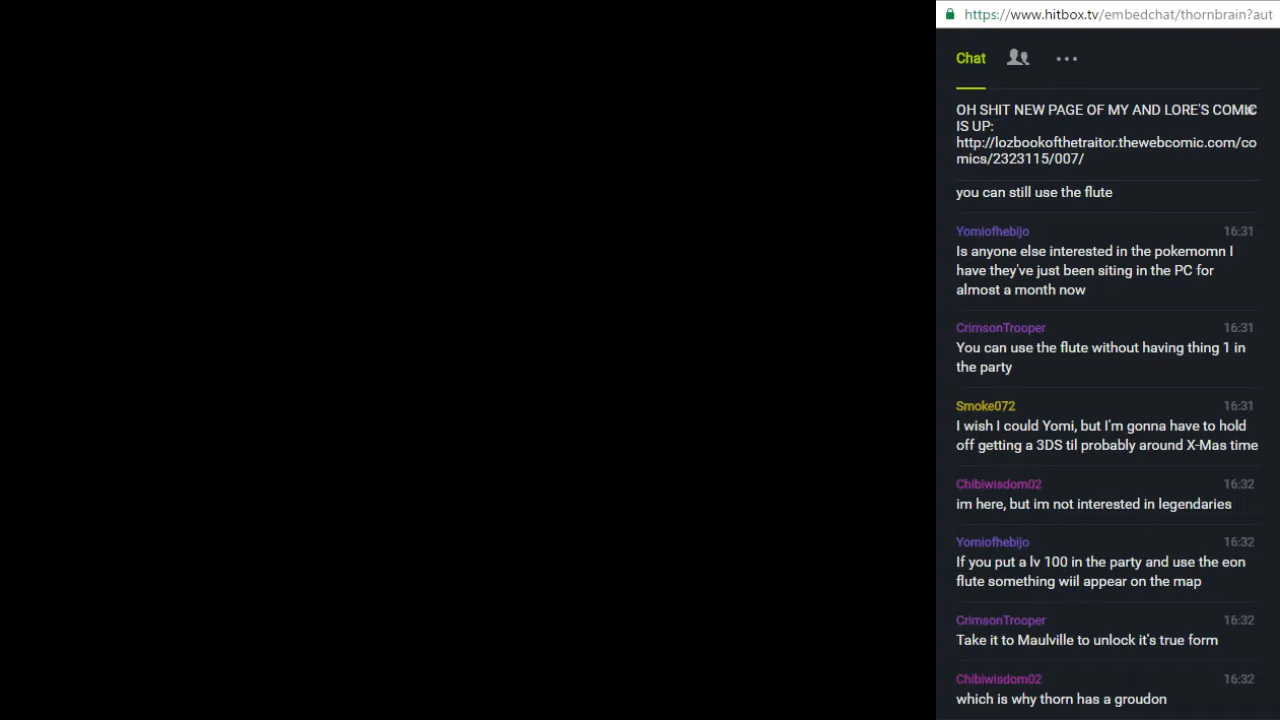 https://www.hitbox.tv/embedchat/thornbrain?aut
Chat
OH SHIT NEW PAGE OF MY AND LORE'S COMIC
IS UP:
http://lozbookofthetraitor.thewebcomic.com/co
mics/2323115/007/
you can still use the flute
Yomiofhebijo 16:31
Is anyone else interested in the pokemomn I
have they've just been siting in the PC for
almost a month now
CrimsonTrooper 16:31
You can use the flute without having thing 1 in
the party
Smoke072 16:31
I wish I could Yomi, but I'm gonna have to hold
off getting a 3DS til probably around X-Mas time
Chibiwisdom02 16:32
im here, but im not interested in legendaries
Yomiofhebijo 16:32
If you put a lv 100 in the party and use the eon
flute something wiil appear on the map
CrimsonTrooper 16:32
Take it to Maulville to unlock it's true form
Chibiwisdom02 16:32
which is why thorn has a groudon